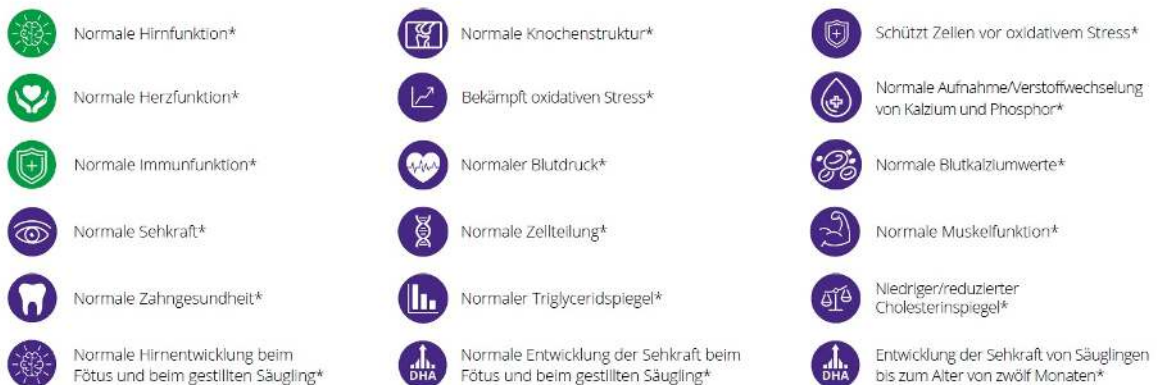 Normale Hirnfunktion*
Normale Herzfunktion*
Normale Immunfunktion*
Normale Sehkraft*
Normale Zahngesundheit*
Normale Hirnentwicklung beim
Fötus und beim gestillten Säugling*
Normale Knochenstruktur*
Bekämpft oxidativen Stress*
Normaler Blutdruck*
Normale Zellteilung*
Normaler Triglyceridspiegel*
DHA
Normale Entwicklung der Sehkraft beim
Fötus und beim gestillten Säugling*
Schützt Zellen vor oxidativem Stress*
Normale Aufnahme/Verstoffwechselung
von Kalzium und Phosphor*
Normale Blutkalziumwerte*
Normale Muskelfunktion*
Niedriger/reduzierter
Cholesterinspiegel*
DHA
Entwicklung der Sehkraft von Säuglingen
bis zum Alter von zwölf Monaten*